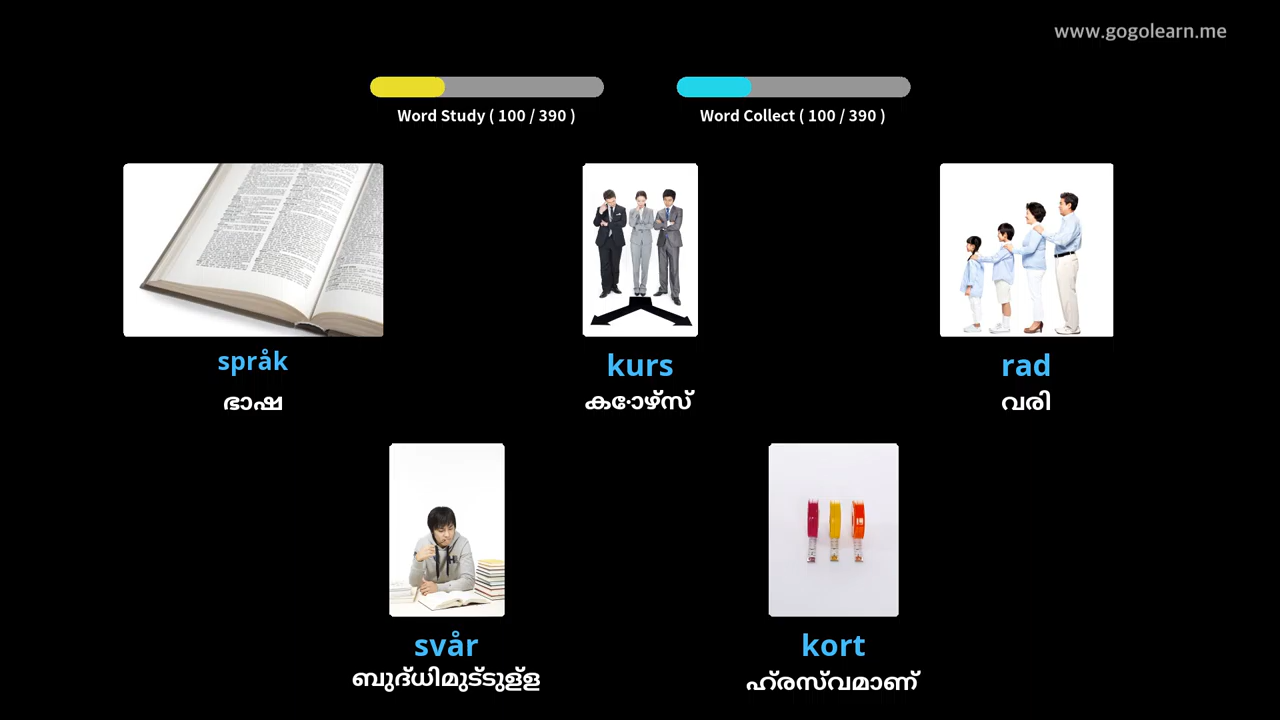 www.gogolearn.me
Word Study ( 100 / 390 )
Word Collect ( 100 / 390 )
språk
ഭാഷ
kurs
കോഴ്സ്
rad
വരി
svår
ബുദ്ധിമുട്ടുള്ള
kort
ഹ്രസ്വമാണ്